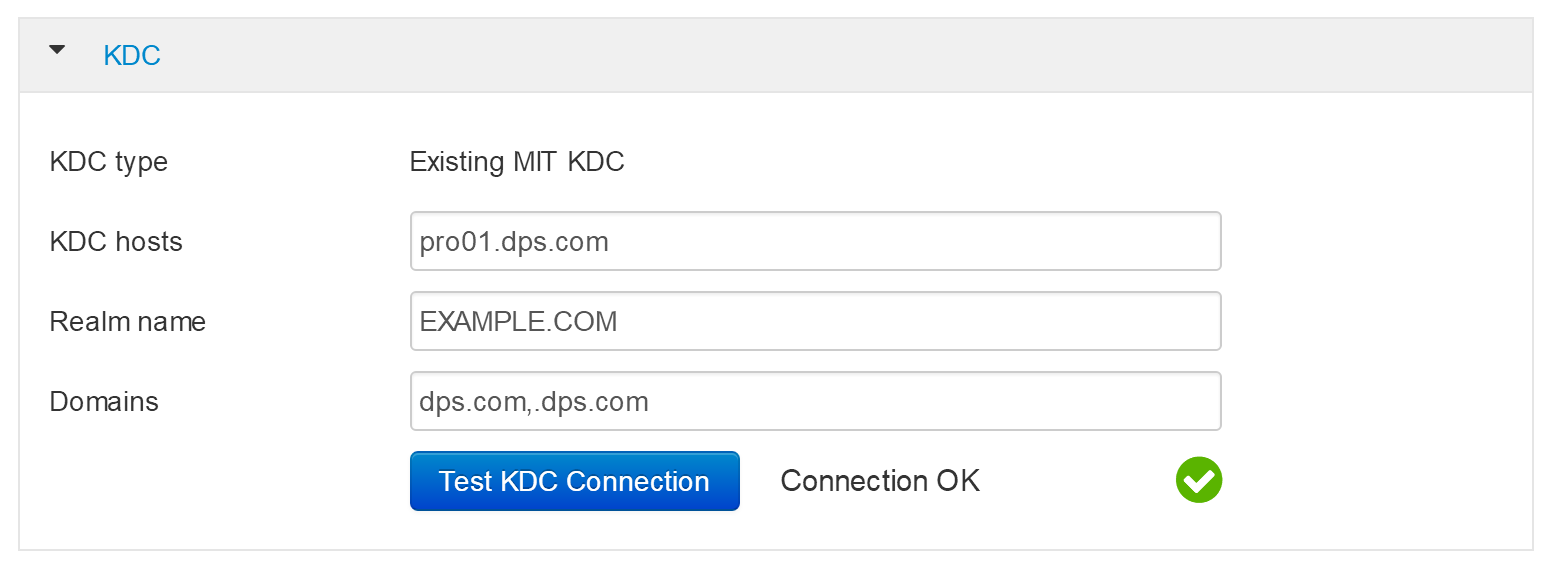 KDC
KDC type Existing MIT KDC
KDC hosts pro01.dps.com
Realm name EXAMPLE.COM
Domains dps.com,.dps.com
Test KDC Connection Connection OK